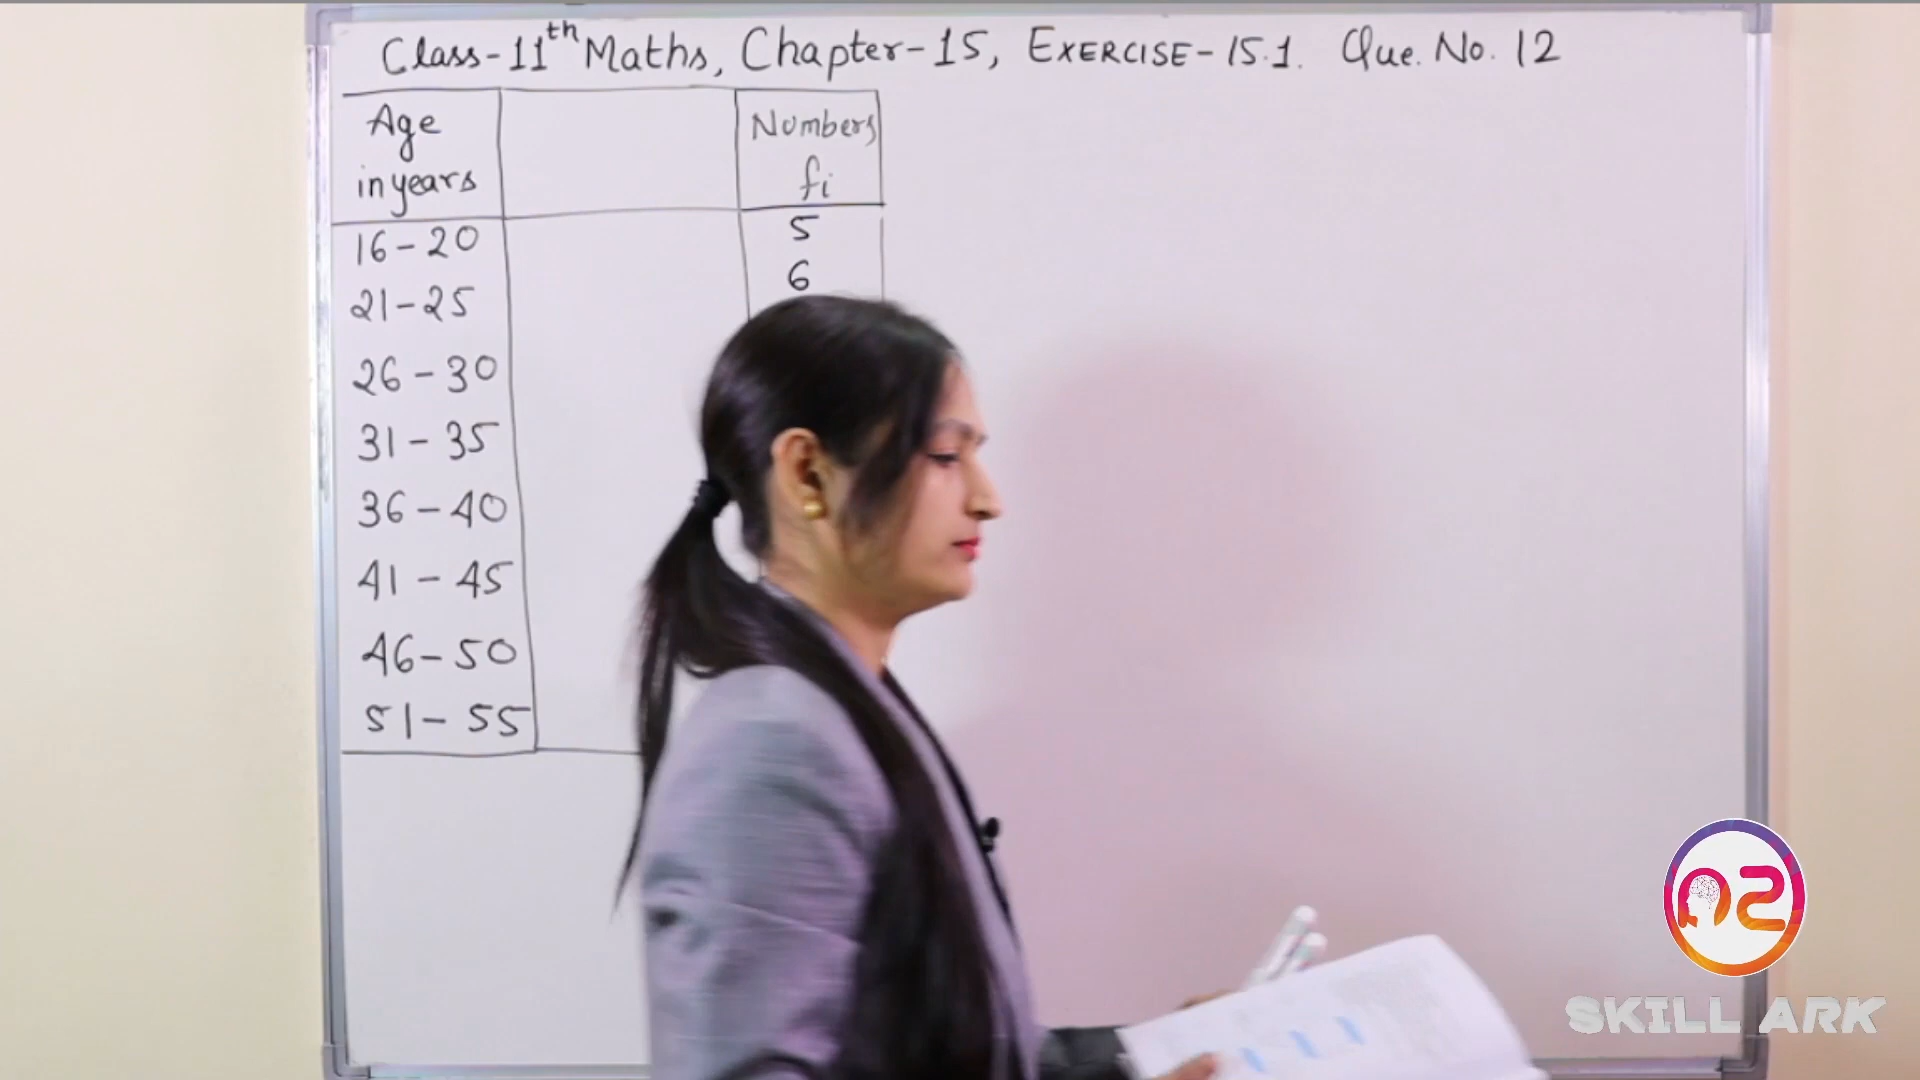 Class-11th Maths, Chapter-15, EXERCISE-15.1. Que. No. 12
Age
in years
Numbers
fi
16-20
5
21-25
6
26-30
31-35
36-40
41-45
46-50
51-55
SKILL ARK